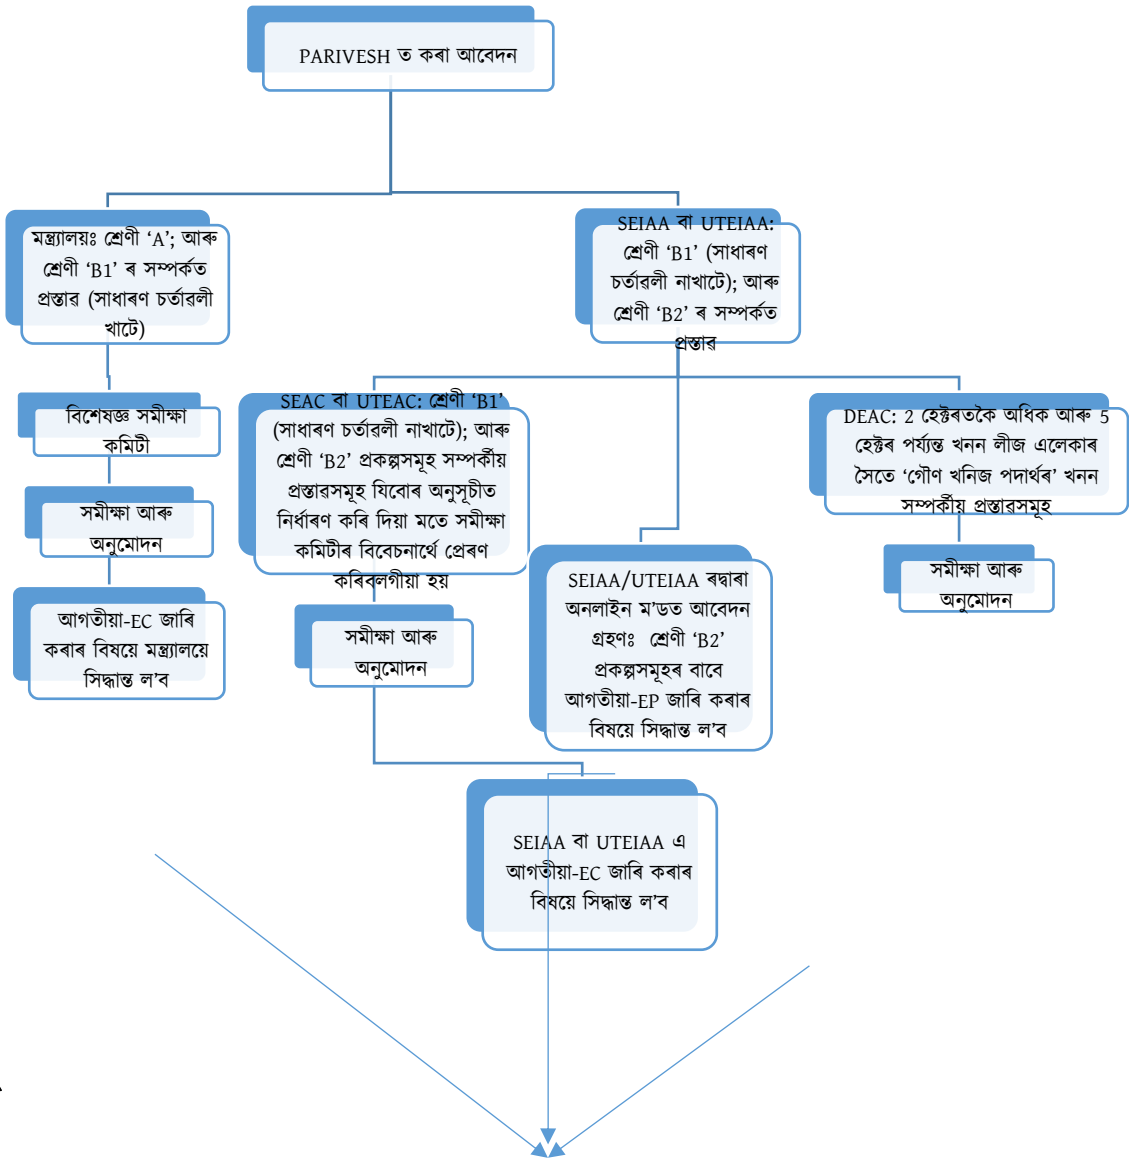 PARIVESH ত কৰা আবেদন
মন্ত্ৰ্যালয়ঃ শ্ৰেণী ‘A’; আৰু
শ্ৰেণী ‘B1’ ৰ সম্পৰ্কত
প্ৰস্তাৱ (সাধাৰণ চৰ্তাৱলী
খাটে)
SEIAA বা UTEIAA:
শ্ৰেণী ‘B1’ (সাধাৰণ
চৰ্তাৱলী নাখাটে); আৰু
শ্ৰেণী ‘B2’ ৰ সম্পৰ্কত
প্ৰস্তাৱ
বিশেষজ্ঞ সমীক্ষা
কমিটী
সমীক্ষা আৰু
অনুমোদন
আগতীয়া-EC জাৰি
কৰাৰ বিষয়ে মন্ত্ৰ্যালয়ে
সিদ্ধান্ত ল’ব
SEAC বা UTEAC: শ্ৰেণী ‘B1’
(সাধাৰণ চৰ্তাৱলী নাখাটে); আৰু
শ্ৰেণী ‘B2’ প্ৰকল্পসমূহ সম্পৰ্কীয়
প্ৰস্তাৱসমূহ যিবোৰ অনুসূচীত
নিৰ্ধাৰণ কৰি দিয়া মতে সমীক্ষা
কমিটীৰ বিবেচনাৰ্থে প্ৰেৰণ
কৰিবলগীয়া হয়
সমীক্ষা আৰু
অনুমোদন
SEIAA/UTEIAA ৰদ্বাৰা
অনলাইন ম’ডত আবেদন
গ্ৰহণঃ শ্ৰেণী ‘B2’
প্ৰকল্পসমূহৰ বাবে
আগতীয়া-EP জাৰি কৰাৰ
বিষয়ে সিদ্ধান্ত ল’ব
DEAC: 2 হেক্টৰতকৈ অধিক আৰু 5
হেক্টৰ পৰ্য্যন্ত খনন লীজ এলেকাৰ
সৈতে ‘গৌণ খনিজ পদাৰ্থৰ’ খনন
সম্পৰ্কীয় প্ৰস্তাৱসমূহ
সমীক্ষা আৰু
অনুমোদন
SEIAA বা UTEIAA এ
আগতীয়া-EC জাৰি কৰাৰ
বিষয়ে সিদ্ধান্ত ল’ব